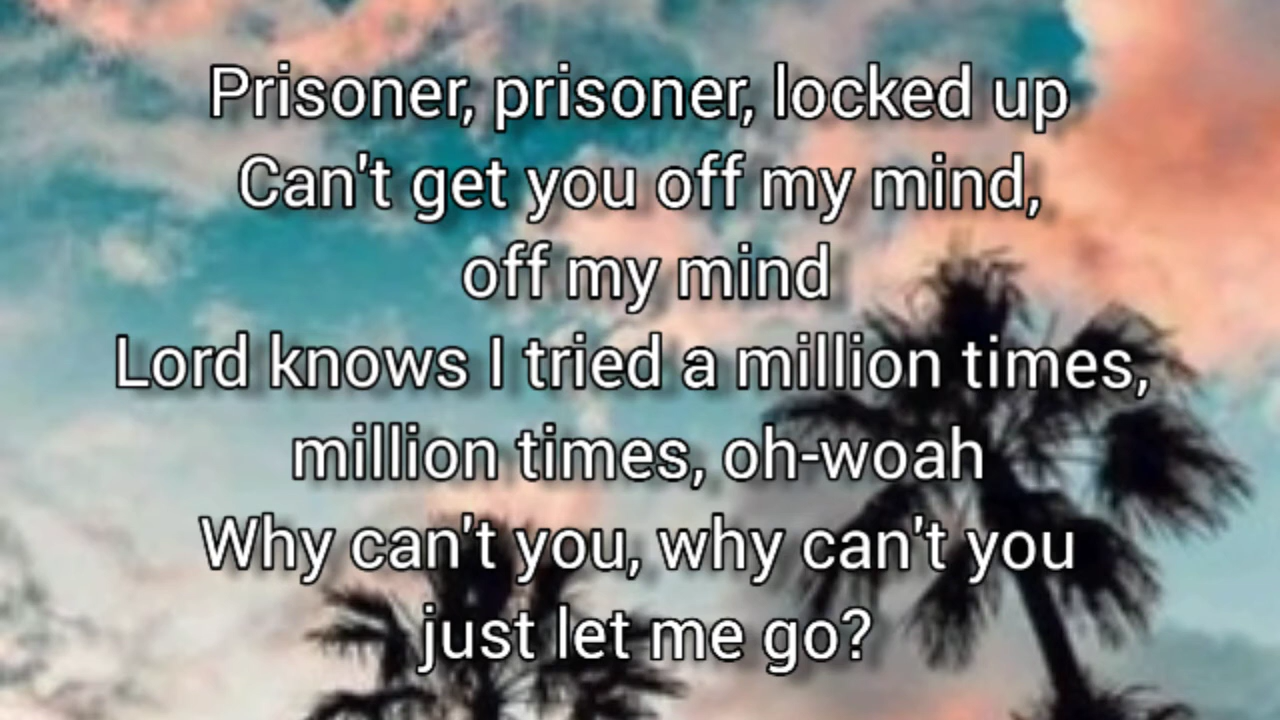 Prisoner, prisoner, locked up
Can't get you off my mind,
off my mind
Lord knows I tried a million times,
million times, oh-woah
Why can't you, why can't you
just let me go?